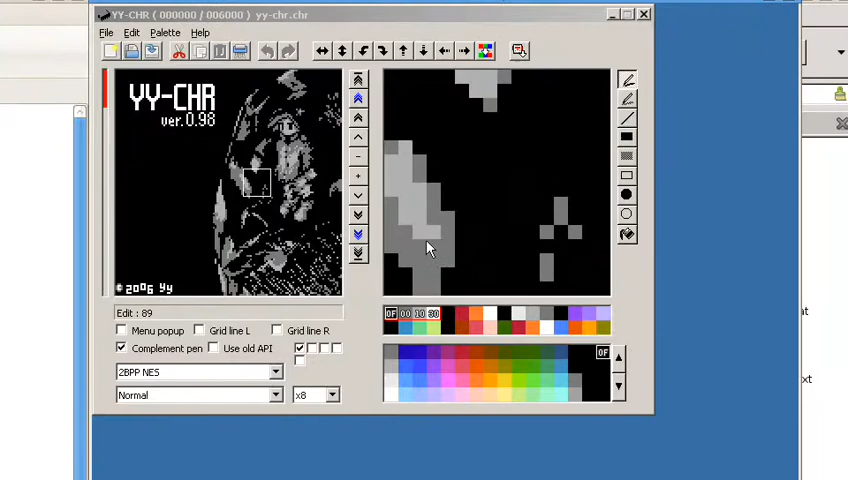 YY-CHR ( 000000 / 006000 ) yy-chr.chr
File Edit Palette Help
YY-CHR
ver.0.98
© 2006 Yy
Edit : 89
0F 00 10 30
Menu popup Grid line L Grid line R
Complement pen Use old API
0F
2BPP NES
Normal x8
at
xt